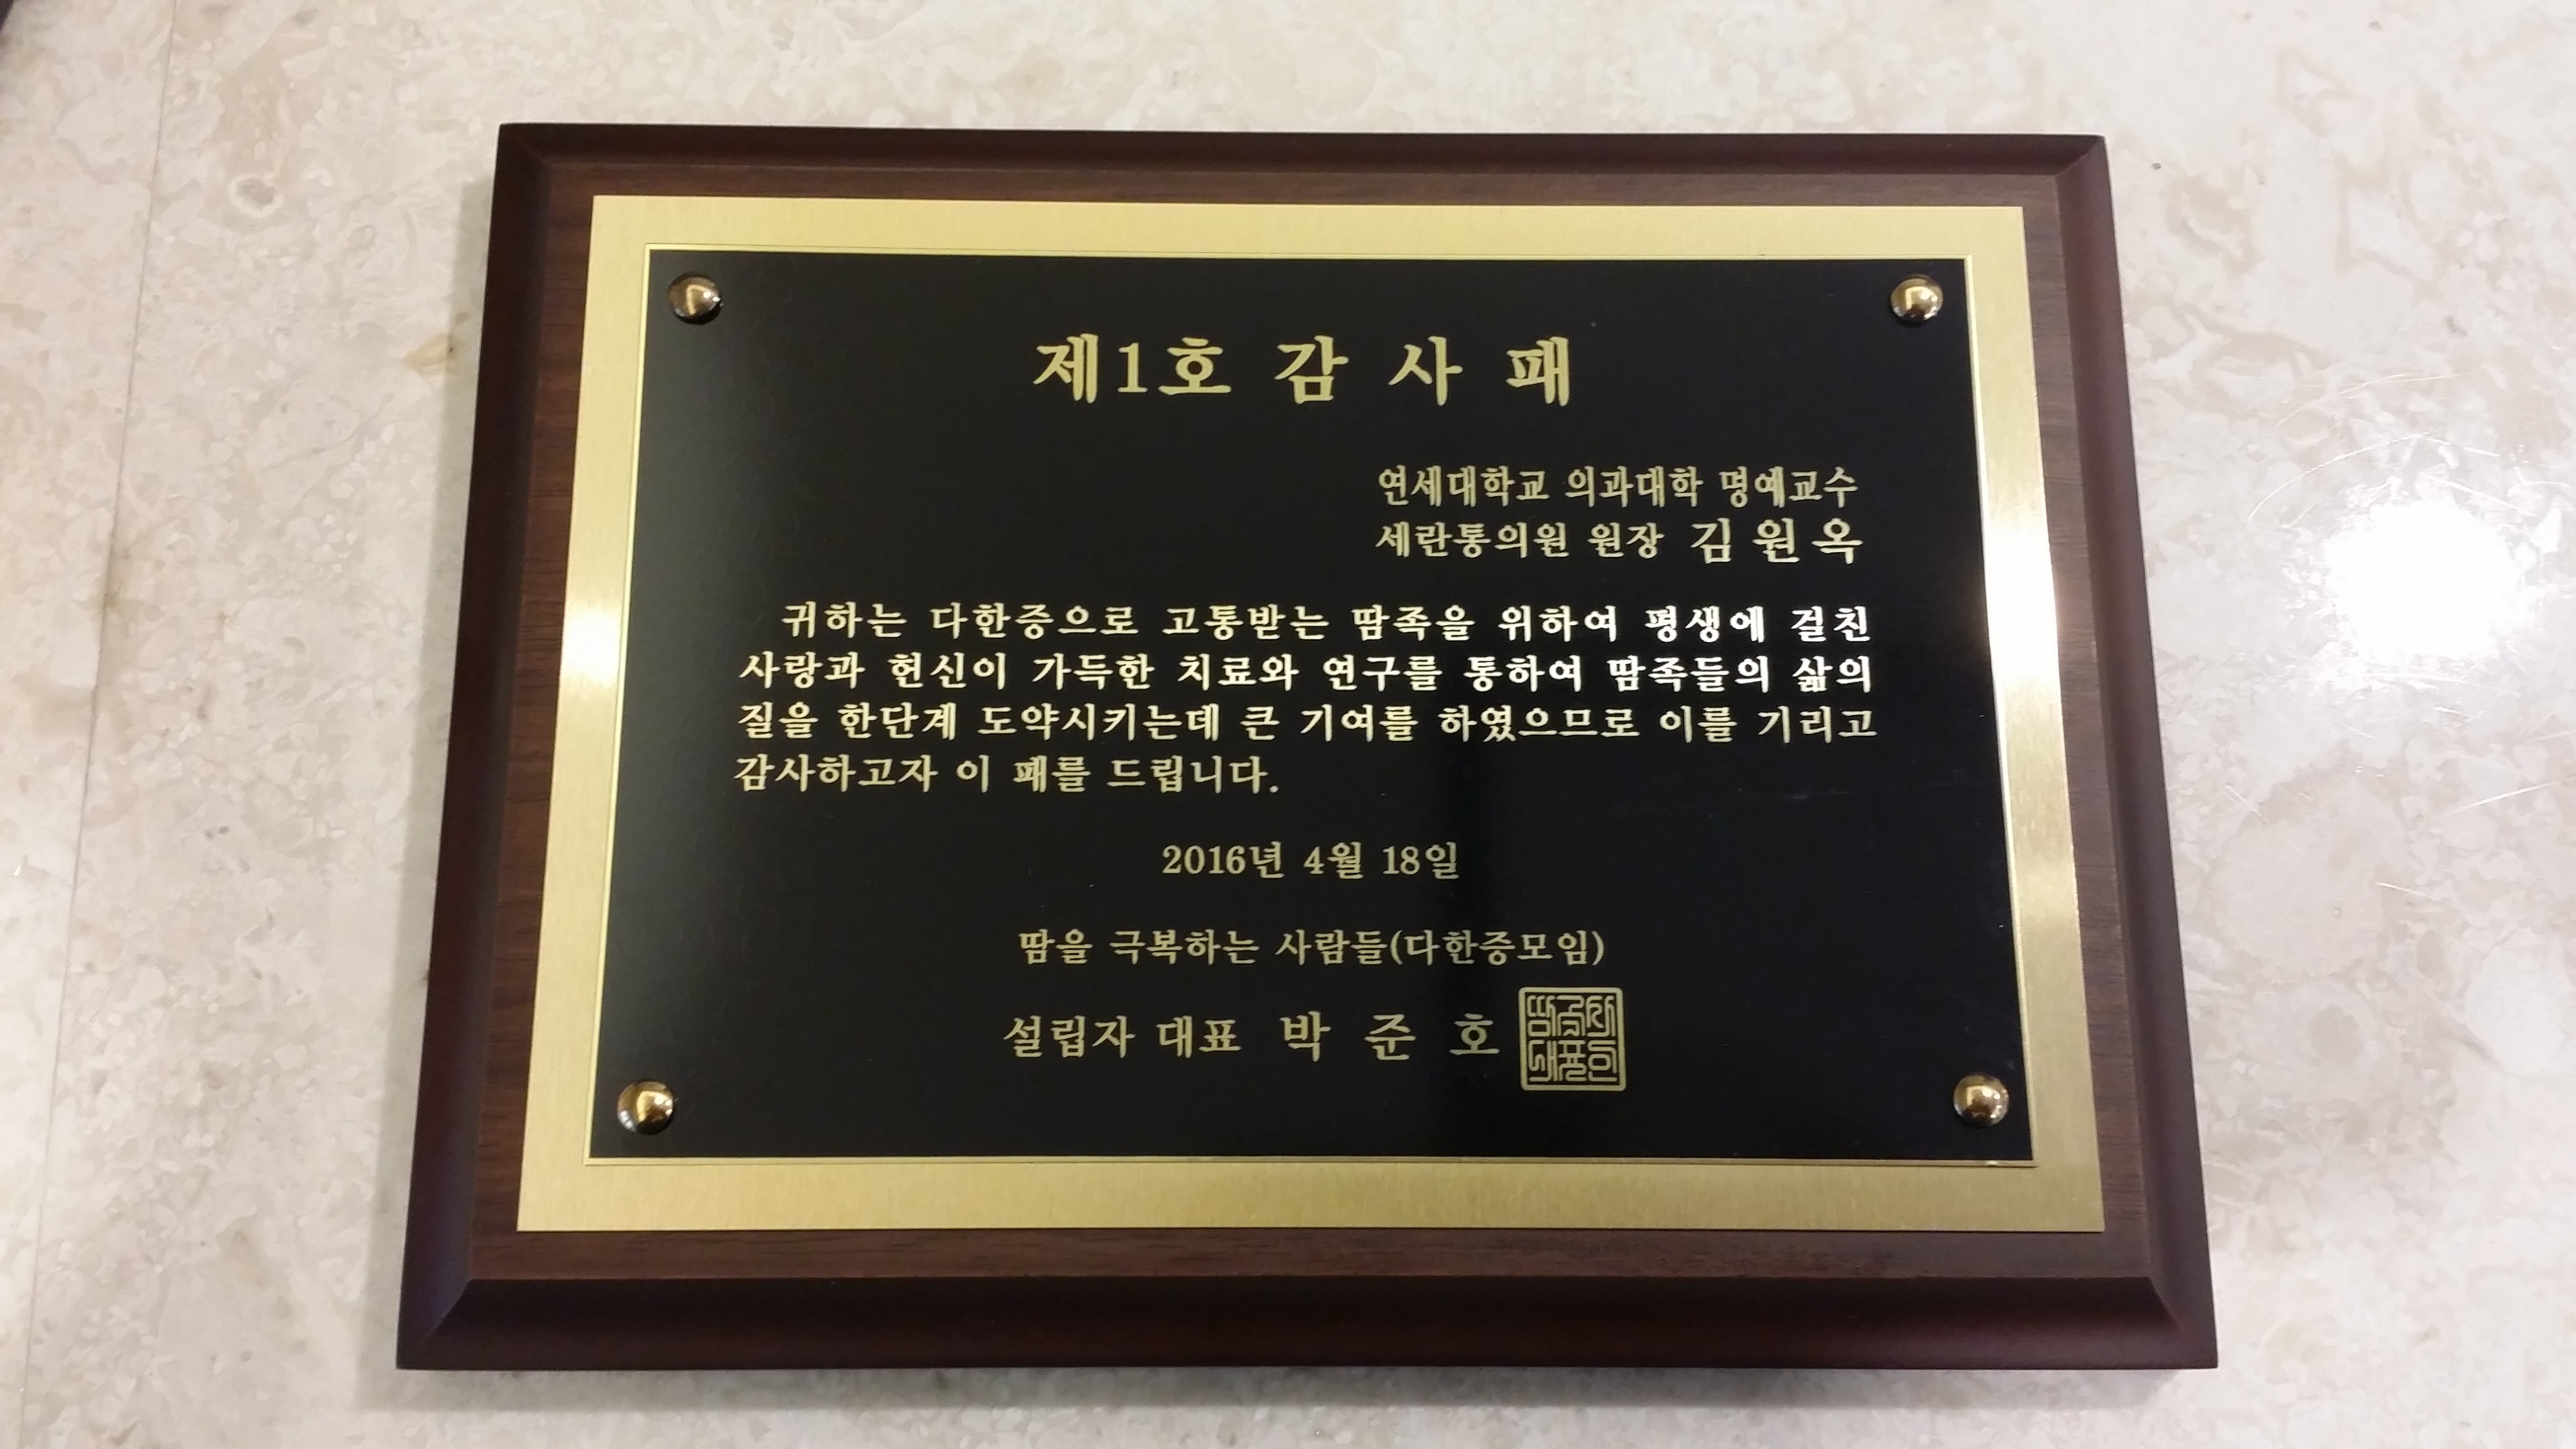 제1호 감 사 패
연세대학교 의과대학 명예교수
세란통의원 원장 김 원 옥
귀하는 다한증으로 고통받는 땀족을 위하여 평생에 걸친
사랑과 헌신이 가득한 치료와 연구를 통하여 땀족들의 삶의
질을 한단계 도약시키는데 큰 기여를 하였으므로 이를 기리고
감사하고자 이 패를 드립니다.
2016년 4월 18일
땀을 극복하는 사람들(다한증모임)
설립자 대표 박 준 호